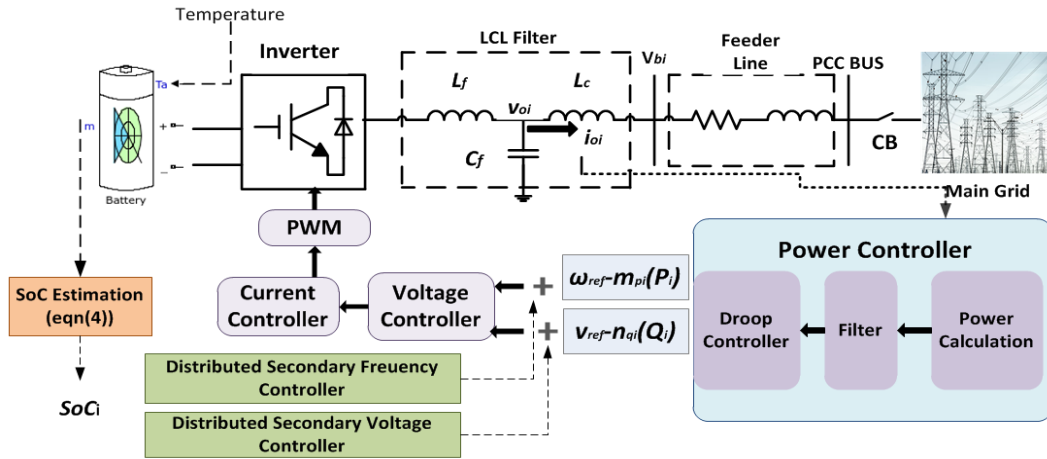 Temperature
Inverter
LCL Filter
Feeder
Line
PCC BUS
Vbi
Lf
Lc
voi
ioi
Cf
CB
Main Grid
Ta
m
+
_
Battery
PWM
Current
Controller
Voltage
Controller
+
ωref-mpi(Pi)
+
vref-nqi(Qi)
Power Controller
Droop
Controller
Filter
Power
Calculation
SoC Estimation
(eqn(4))
SoCi
Distributed Secondary Freuency
Controller
Distributed Secondary Voltage
Controller